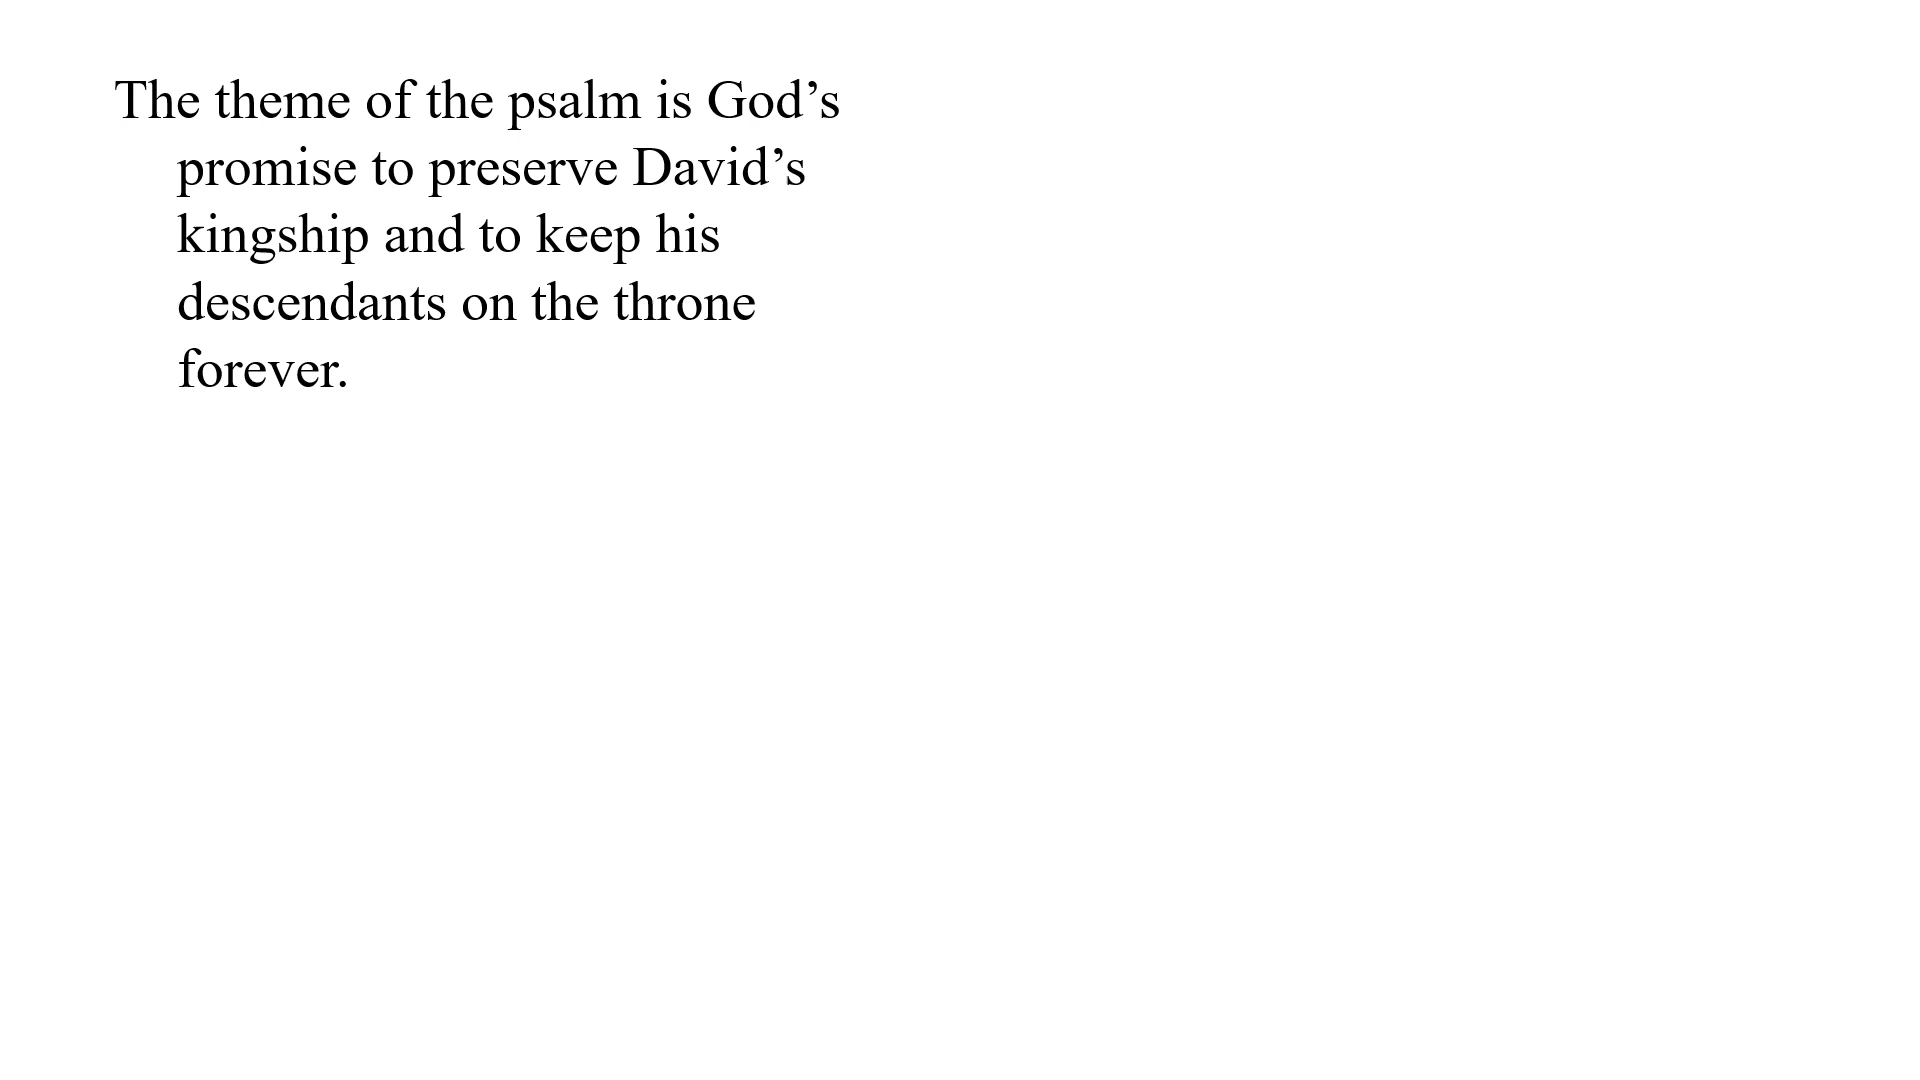 The theme of the psalm is God’s
promise to preserve David’s
kingship and to keep his
descendants on the throne
forever.